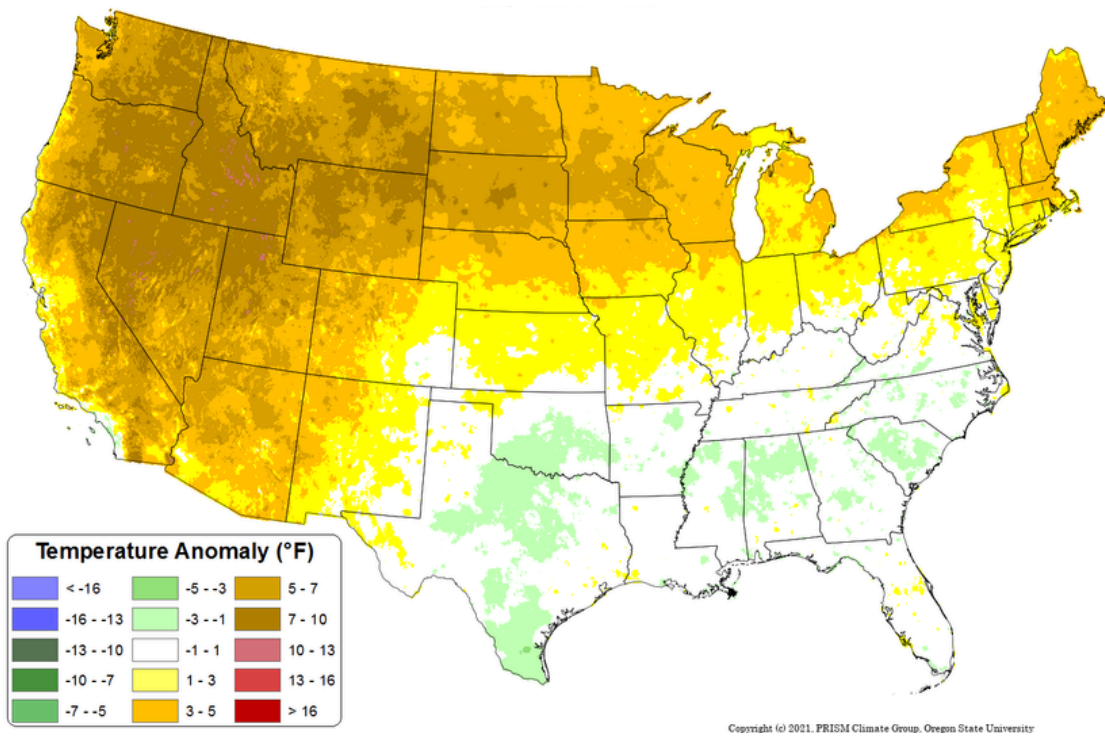 Temperature Anomaly (°F)
< -16
-16 - -13
-13 - -10
-10 - -7
-7 - -5
-5 - -3
-3 - -1
-1 - 1
1 - 3
3 - 5
5 - 7
7 - 10
10 - 13
13 - 16
> 16
Copyright (c) 2021, PRISM Climate Group, Oregon State University